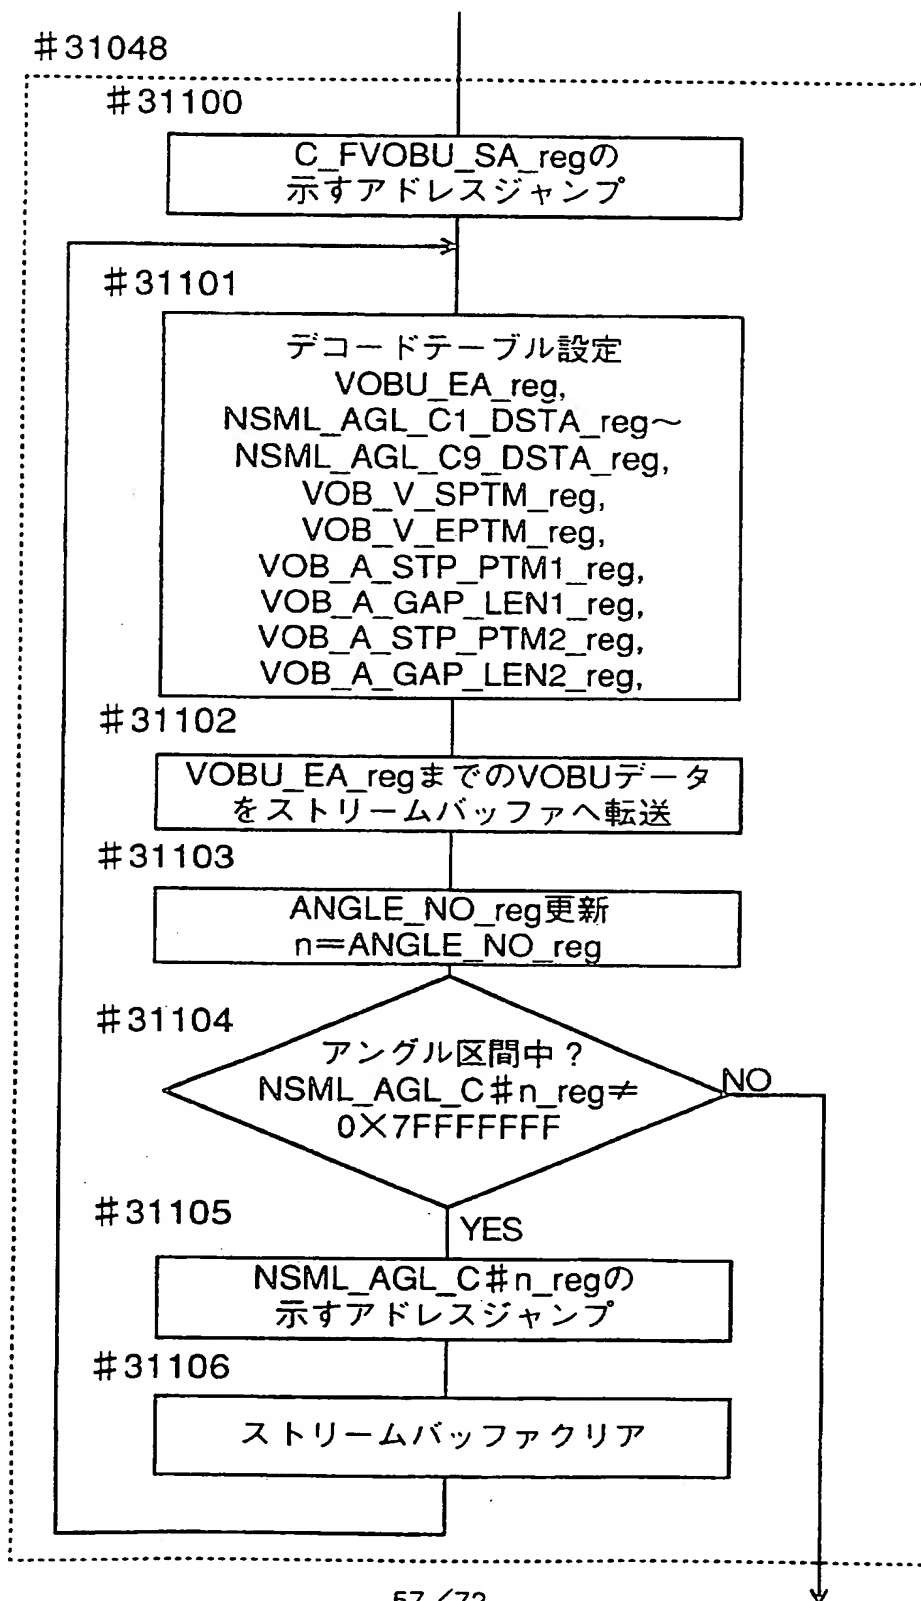 #31048
#31100
C_FVOBU_SA_regの
示すアドレスジャンプ
#31101
デコードテーブル設定
VOBU_EA_reg,
NSML_AGL_C1_DSTA_reg～
NSML_AGL_C9_DSTA_reg,
VOB_V_SPTM_reg,
VOB_V_EPTM_reg,
VOB_A_STP_PTM1_reg,
VOB_A_GAP_LEN1_reg,
VOB_A_STP_PTM2_reg,
VOB_A_GAP_LEN2_reg,
#31102
VOBU_EA_regまでのVOBUデータ
をストリームバッファへ転送
#31103
ANGLE_NO_reg更新
n=ANGLE_NO_reg
#31104
アングル区間中？
NSML_AGL_C#n_reg≠
0×7FFFFFFF
NO
#31105
YES
NSML_AGL_C#n_regの
示すアドレスジャンプ
#31106
ストリームバッファクリア
57/72